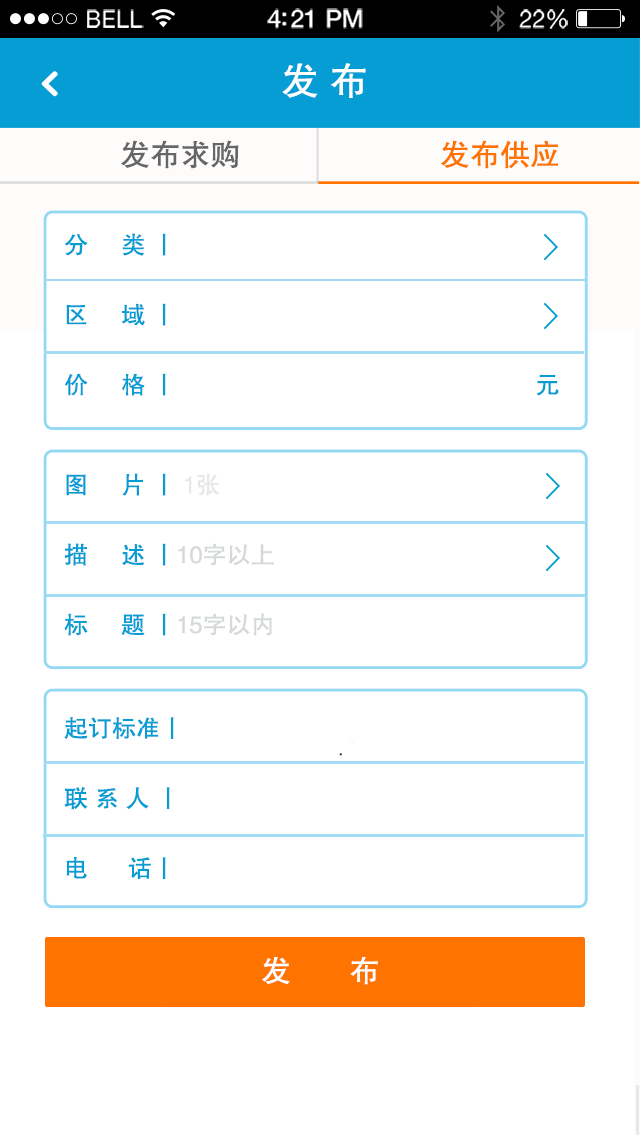 BELL 4:21 PM 22%
发布
发布求购 发布供应
分 类
区 域
价 格 元
图 片 1张
描 述 10字以上
标 题 15字以内
起订标准
联系人
电 话
发 布